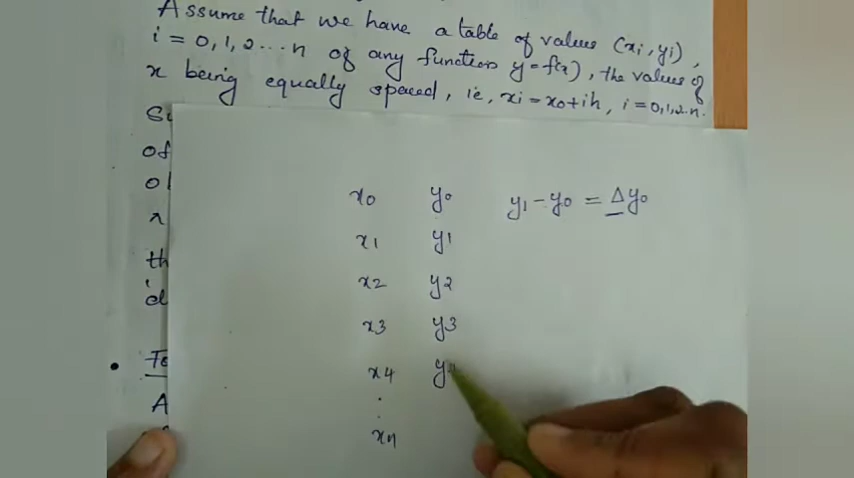 Assume that we have a table of values (xi, yi),
i = 0, 1, 2 ... n of any function y = f(x), the values of
x being equally spaced, ie, xi = x0 + ih, i = 0,1,2..n.
of
th
x0 y0 y1 - y0 = Δy0
x1 y1
x2 y2
x3 y3
x4 y4
:
xn
A